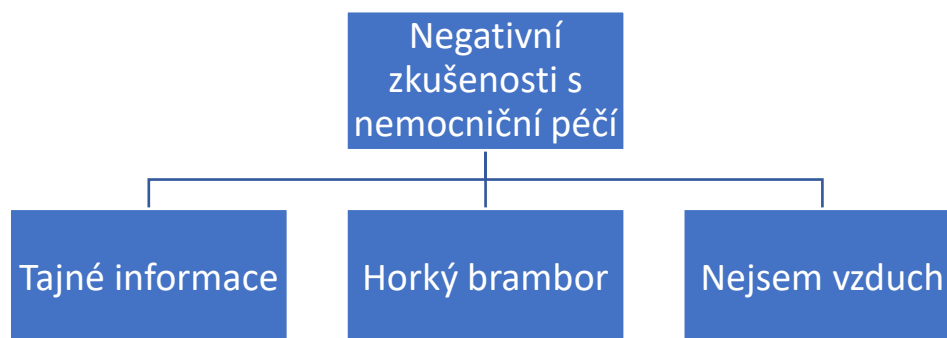 Negativní
zkušenosti s
nemocniční péčí
Tajné informace
Horký brambor
Nejsem vzduch